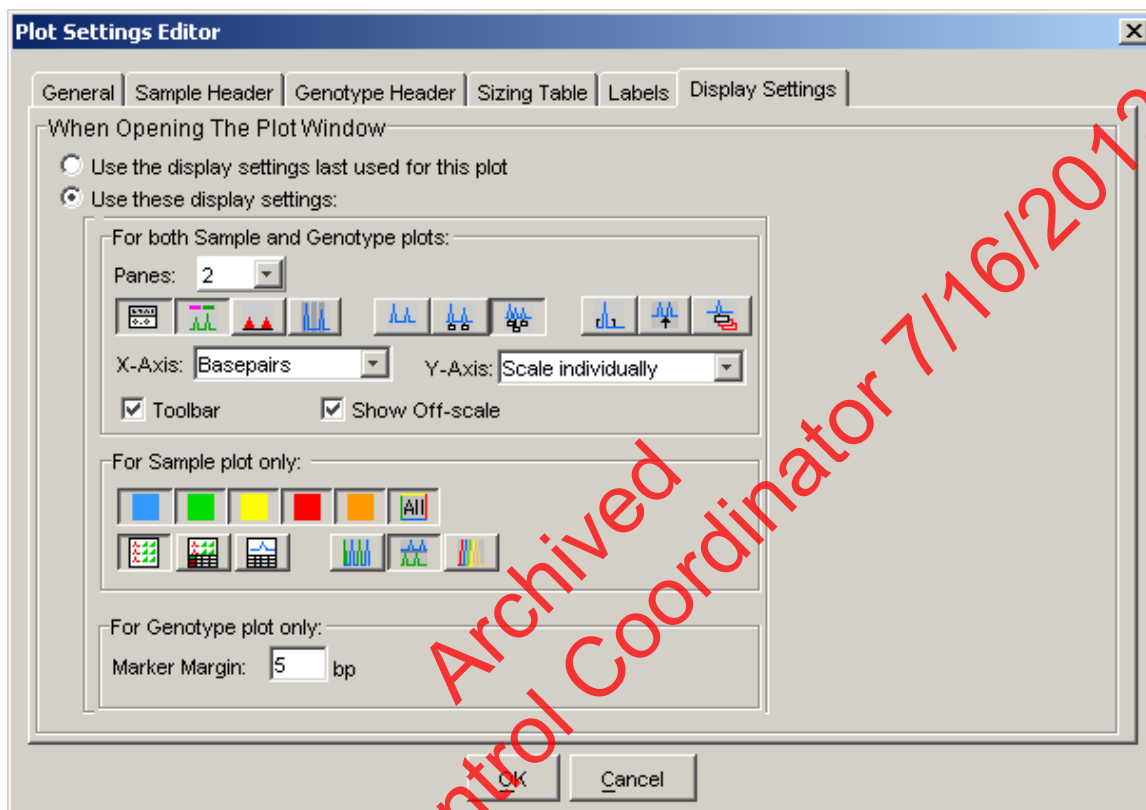 Plot Settings Editor
General Sample Header Genotype Header Sizing Table Labels Display Settings
When Opening The Plot Window
Use the display settings last used for this plot
Use these display settings:
For both Sample and Genotype plots:
Panes: 2
X-Axis: Basepairs Y-Axis: Scale individually
Toolbar Show Off-scale
For Sample plot only:
All
For Genotype plot only:
Marker Margin: 5 bp
OK Cancel
Archived
ntrol Coordinator 7/16/201